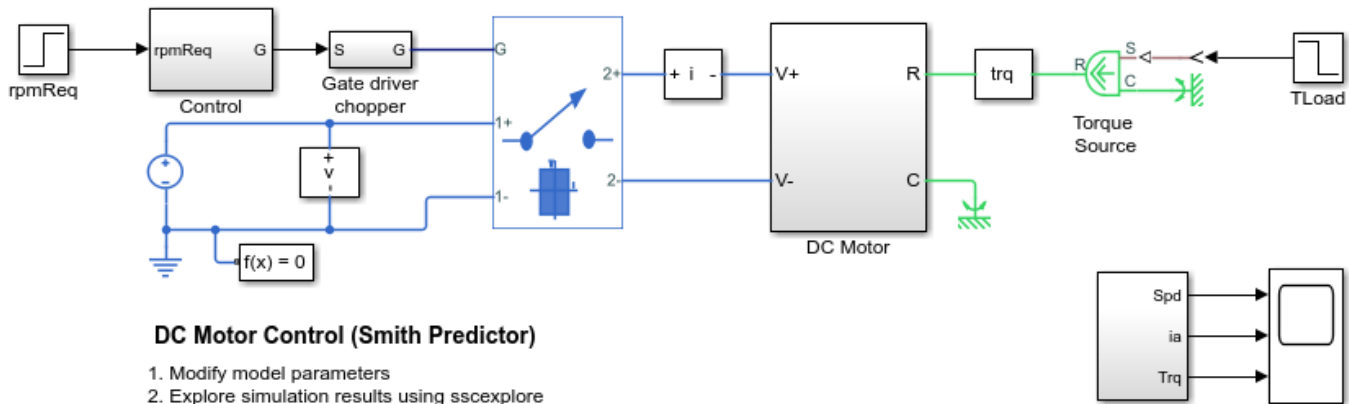 rpmReq
rpmReq G
Control
S G
Gate driver
chopper
G
1+
1-
2+
2-
+ v -
f(x) = 0
+ i -
V+
V-
R
C
DC Motor
trq
R
S
C
Torque
Source
TLoad
Spd
ia
Trq
DC Motor Control (Smith Predictor)
1. Modify model parameters
2. Explore simulation results using sscexplore